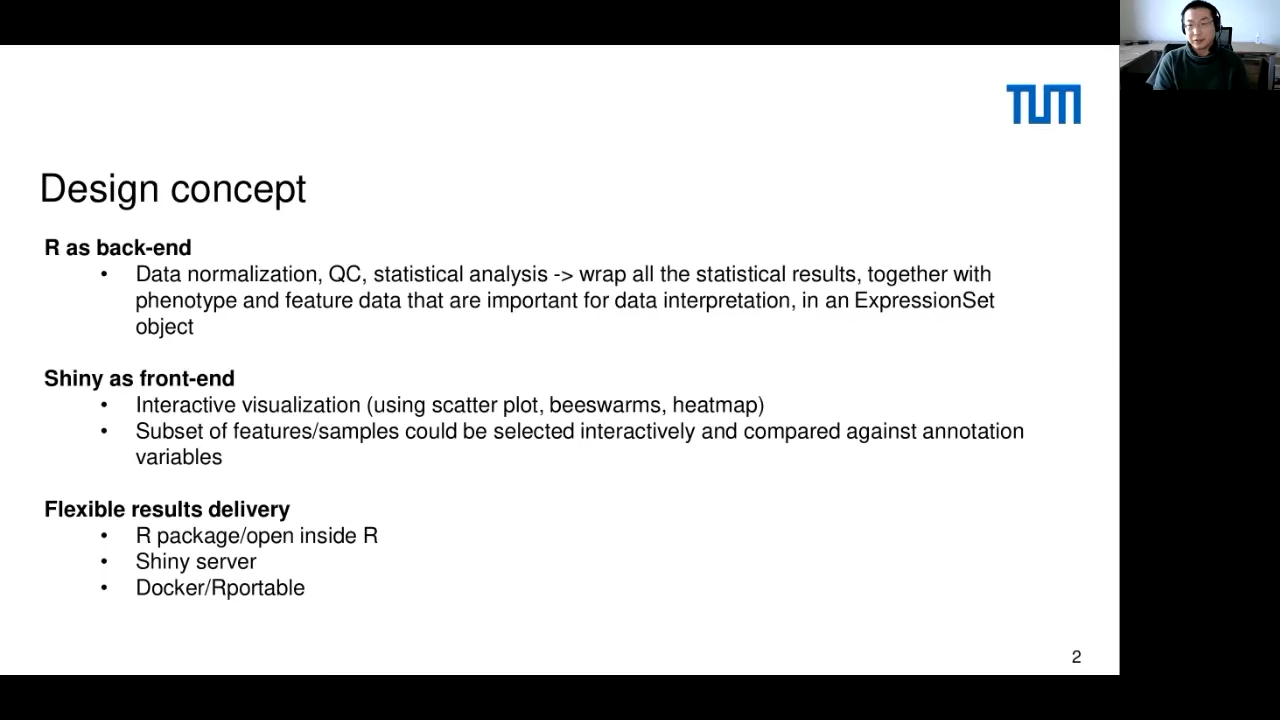 TUM
Design concept
R as back-end
• Data normalization, QC, statistical analysis -> wrap all the statistical results, together with
phenotype and feature data that are important for data interpretation, in an ExpressionSet
object
Shiny as front-end
• Interactive visualization (using scatter plot, beeswarms, heatmap)
• Subset of features/samples could be selected interactively and compared against annotation
variables
Flexible results delivery
• R package/open inside R
• Shiny server
• Docker/Rportable
2